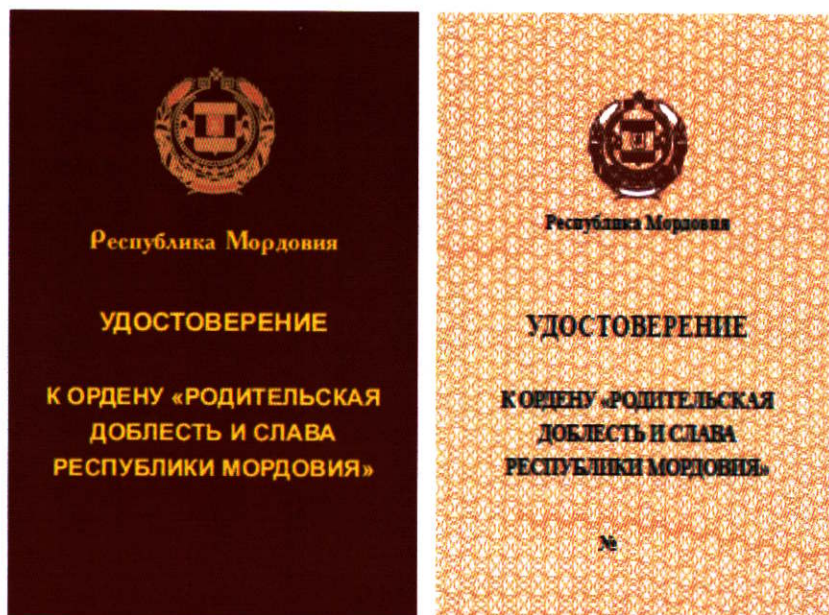 Республика Мордовия
УДОСТОВЕРЕНИЕ
К ОРДЕНУ «РОДИТЕЛЬСКАЯ
ДОБЛЕСТЬ И СЛАВА
РЕСПУБЛИКИ МОРДОВИЯ»
Республика Мордовия
УДОСТОВЕРЕНИЕ
К ОРДЕНУ «РОДИТЕЛЬСКАЯ
ДОБЛЕСТЬ И СЛАВА
РЕСПУБЛИКИ МОРДОВИЯ»
№